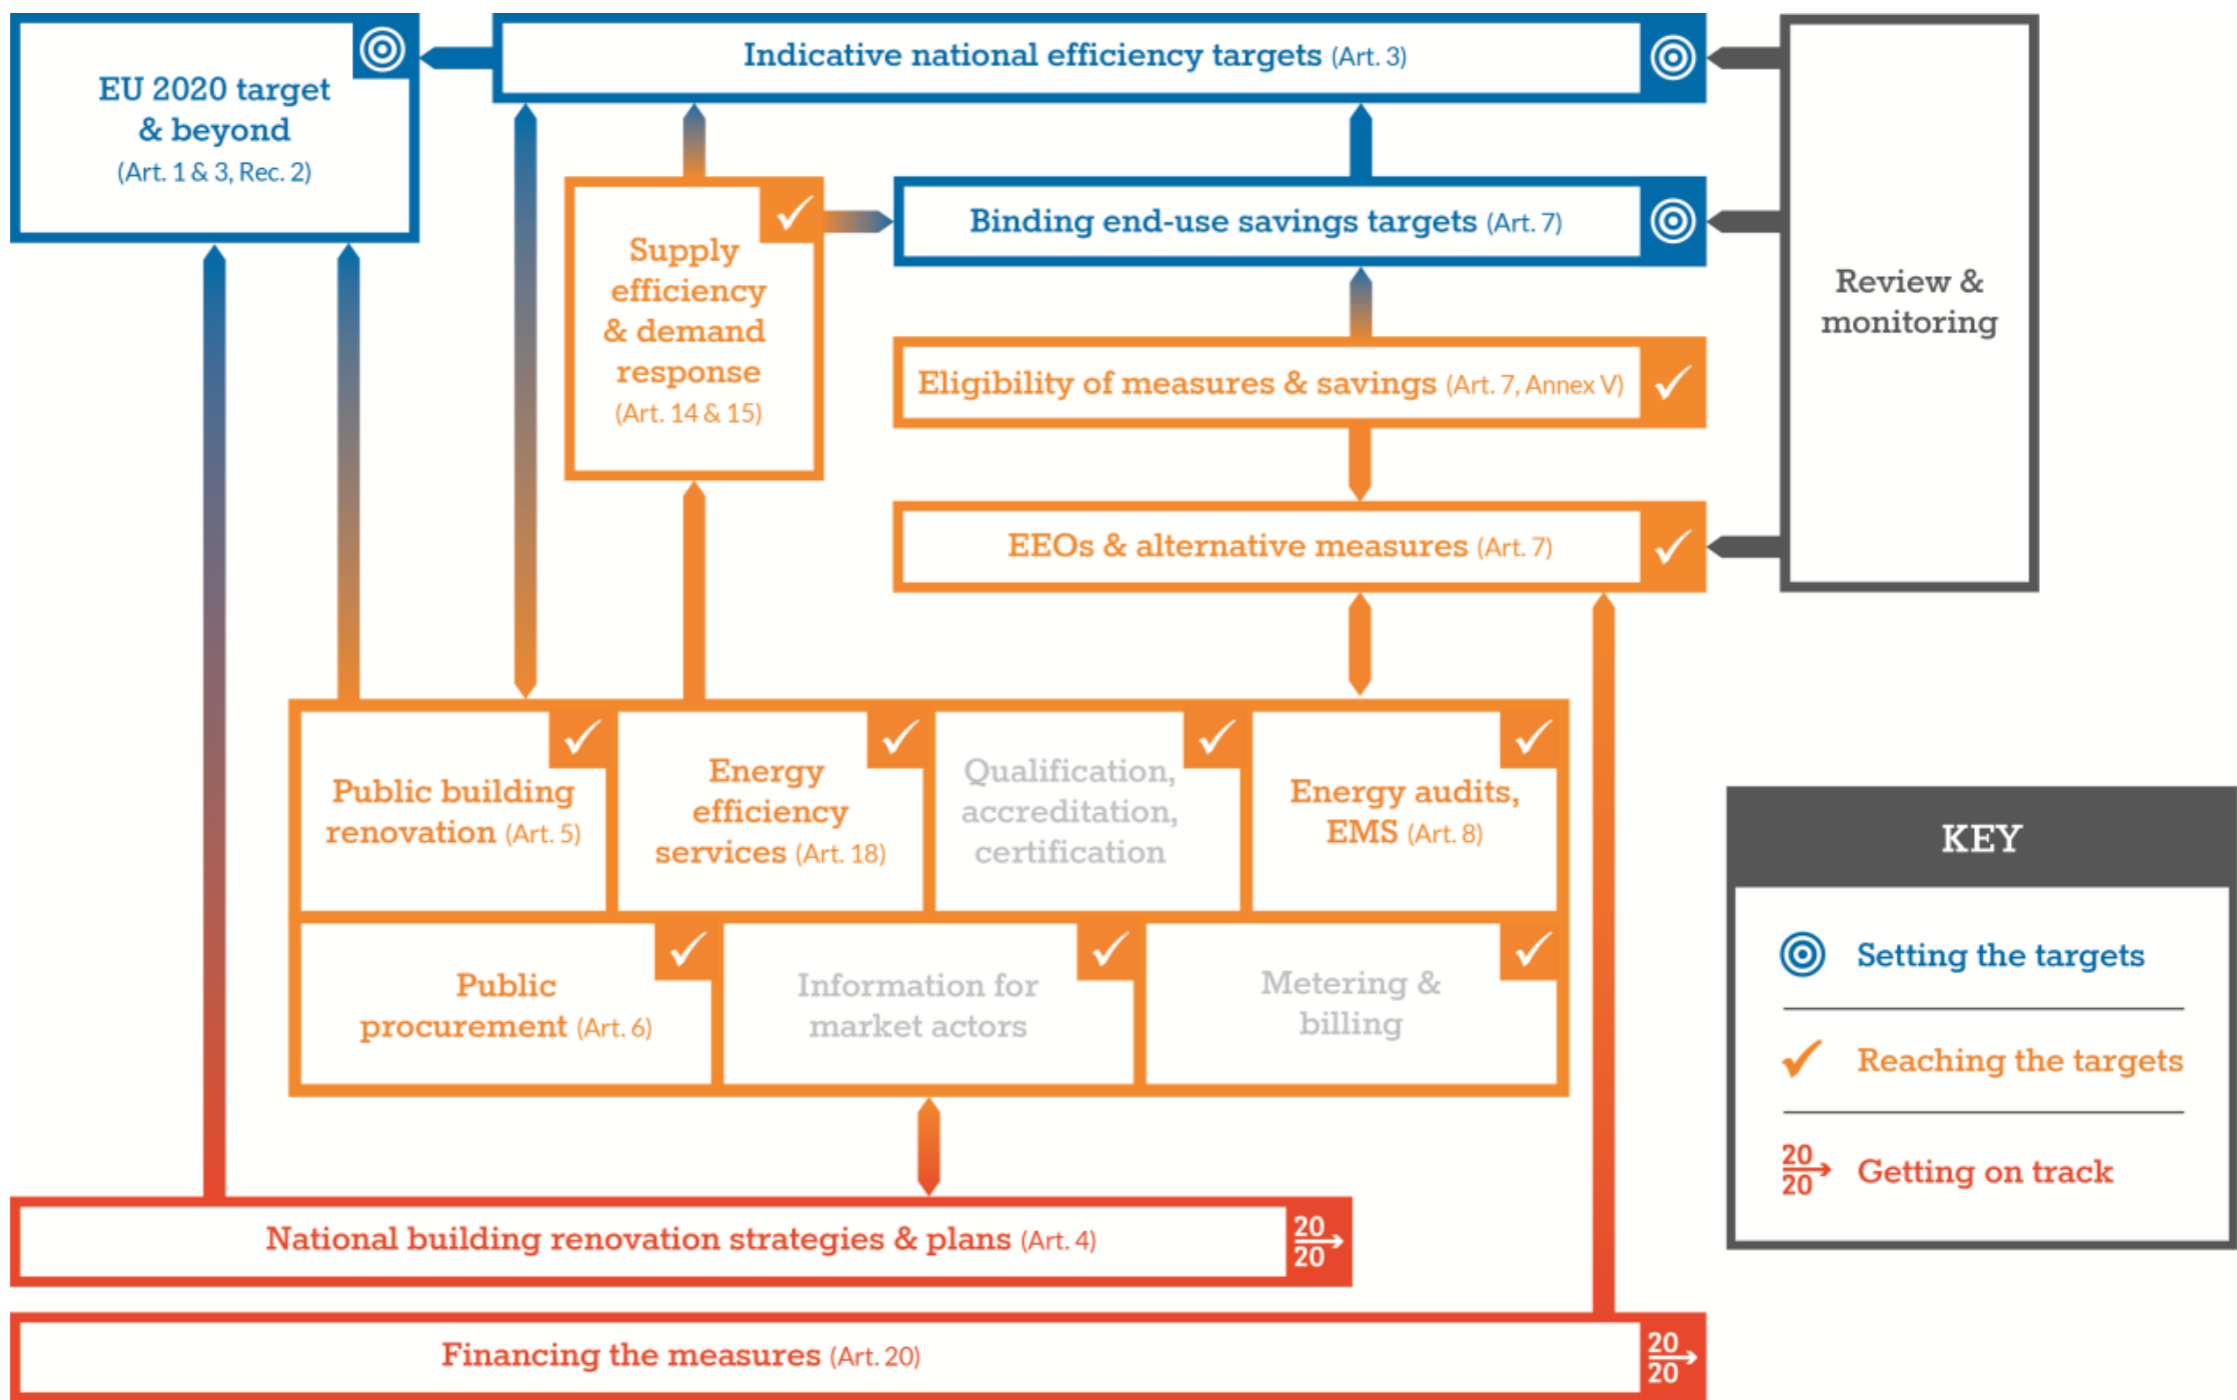 EU 2020 target
& beyond
(Art. 1 & 3, Rec. 2)
Indicative national efficiency targets (Art. 3)
Binding end-use savings targets (Art. 7)
Supply
efficiency
& demand
response
(Art. 14 & 15)
Eligibility of measures & savings (Art. 7, Annex V)
EEOs & alternative measures (Art. 7)
Review &
monitoring
Public building
renovation (Art. 5)
Energy
efficiency
services (Art. 18)
Qualification,
accreditation,
certification
Energy audits,
EMS (Art. 8)
Public
procurement (Art. 6)
Information for
market actors
Metering &
billing
National building renovation strategies & plans (Art. 4)
20
20
Financing the measures (Art. 20)
20
20
KEY
Setting the targets
Reaching the targets
20
20
Getting on track